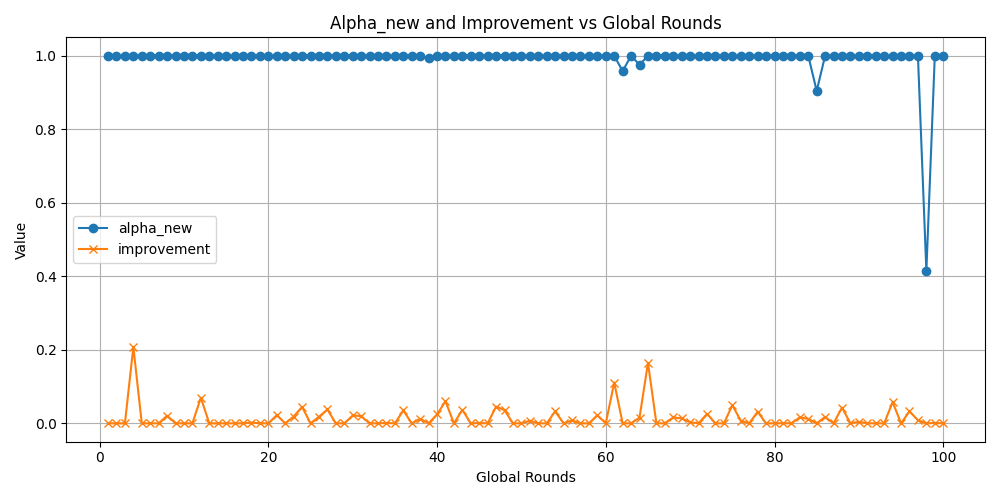 Alpha_new and Improvement vs Global Rounds
Value
1.0
0.8
0.6
0.4
0.2
0.0
alpha_new
improvement
0
20
40
60
80
100
Global Rounds